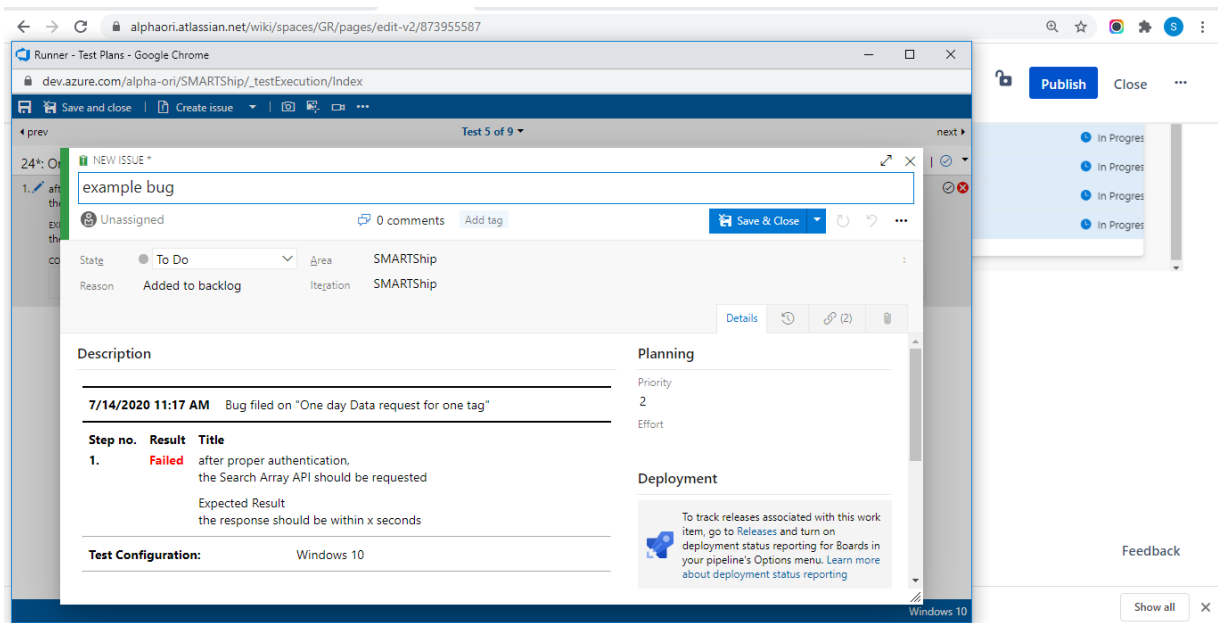 alphaori.atlassian.net/wiki/spaces/GR/pages/edit-v2/873955587
S
Runner - Test Plans - Google Chrome
dev.azure.com/alpha-ori/SMARTShip/_testExecution/Index
Publish
Close
Save and close
Create issue
prev
Test 5 of 9
next
In Progres
24*: O
NEW ISSUE *
In Progres
1.
example bug
In Progres
Unassigned
0 comments
Add tag
Save & Close
In Progres
State
To Do
Area
SMARTShip
Reason
Added to backlog
Iteration
SMARTShip
Details
(2)
Description
Planning
Priority
2
7/14/2020 11:17 AM Bug filed on "One day Data request for one tag"
Effort
Step no. Result Title
1. Failed after proper authentication,
the Search Array API should be requested
Expected Result
the response should be within x seconds
Test Configuration: Windows 10
Deployment
To track releases associated with this work
item, go to Releases and turn on
deployment status reporting for Boards in
your pipeline's Options menu. Learn more
about deployment status reporting
Feedback
Windows 10
Show all